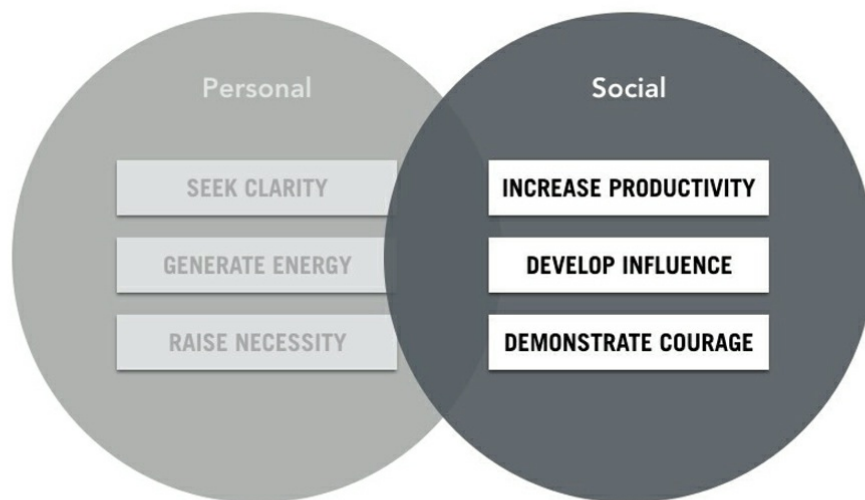 Personal
SEEK CLARITY
GENERATE ENERGY
RAISE NECESSITY
Social
INCREASE PRODUCTIVITY
DEVELOP INFLUENCE
DEMONSTRATE COURAGE